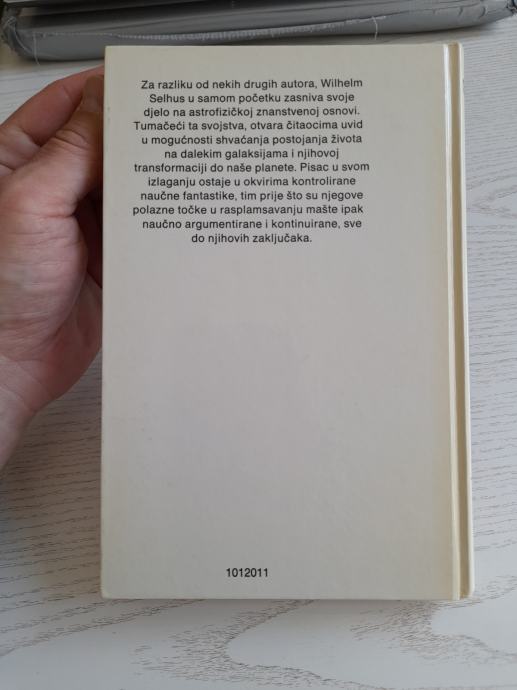 Za razliku od nekih drugih autora, Wilhelm
Selhus u samom početku zasniva svoje
djelo na astrofizičkoj znanstvenoj osnovi.
Tumačeći ta svojstva, otvara čitaocima uvid
u mogućnosti shvaćanja postojanja života
na dalekim galaksijama i njihovoj
transformaciji do naše planete. Pisac u svom
izlaganju ostaje u okvirima kontrolirane
naučne fantastike, tim prije što su njegove
polazne točke u rasplamsavanju mašte ipak
naučno argumentirane i kontinuirane, sve
do njihovih zaključaka.
1012011